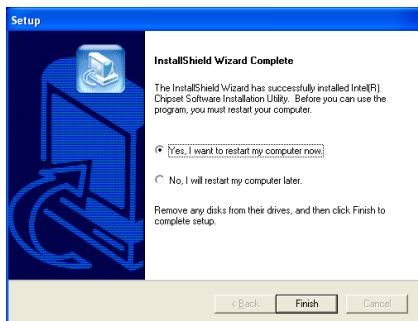 Setup
InstallShield Wizard Complete
The InstallShield Wizard has successfully installed Intel(R)
Chipset Software Installation Utility. Before you can use the
program, you must restart your computer.
Yes, I want to restart my computer now.
No, I will restart my computer later.
Remove any disks from their drives, and then click Finish to
complete setup.
< Back Finish Cancel